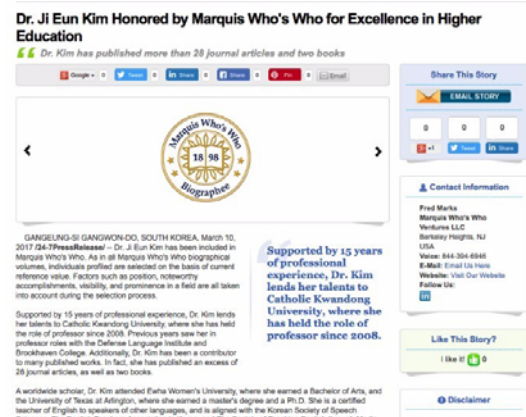 Dr. Ji Eun Kim Honored by Marquis Who's Who for Excellence in Higher
Education
Dr. Kim has published more than 28 journal articles and two books
Google + 0 Tweet 0 Share 0 Share 0 Pin 0 Email
Share This Story
EMAIL STORY
0 0 0
+1 Tweet Share
Marquis Who's Who
18 98
Biographee
Contact Information
Fred Marks
Marquis Who's Who
Ventures LLC
Berkeley Heights, NJ
USA
Voice: 844-394-6946
E-Mail: Email Us Here
Website: Visit Our Website
Follow Us:
in
GANGEUNG-SI GANGWON-DO, SOUTH KOREA, March 10,
2017 /24-7PressRelease/ -- Dr. Ji Eun Kim has been included in
Marquis Who's Who. As in all Marquis Who's Who biographical
volumes, individuals profiled are selected on the basis of current
reference value. Factors such as position, noteworthy
accomplishments, visibility, and prominence in a field are all taken
into account during the selection process.
Supported by 15 years
of professional
experience, Dr. Kim
lends her talents to
Catholic Kwandong
University, where she
has held the role of
professor since 2008.
Supported by 15 years of professional experience, Dr. Kim lends
her talents to Catholic Kwandong University, where she has held
the role of professor since 2008. Previous years saw her in
professor roles with the Defense Language Institute and
Brookhaven College. Additionally, Dr. Kim has been a contributor
to many published works. In fact, she has published an excess of
28 journal articles, as well as two books.
Like This Story?
I like it! 0
A worldwide scholar, Dr. Kim attended Ewha Women's University, where she earned a Bachelor of Arts, and
the University of Texas at Arlington, where she earned a master's degree and a Ph.D. She is a certified
teacher of English to speakers of other languages, and is aligned with the Korean Society of Speech
Disclaimer